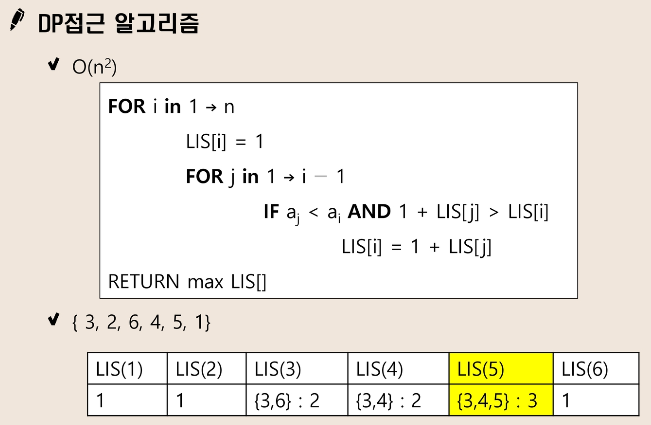 DP접근 알고리즘
O(n²)
FOR i in 1 → n
LIS[i] = 1
FOR j in 1 → i − 1
IF aj < ai AND 1 + LIS[j] > LIS[i]
LIS[i] = 1 + LIS[j]
RETURN max LIS[]
{ 3, 2, 6, 4, 5, 1}
LIS(1) LIS(2) LIS(3) LIS(4) LIS(5) LIS(6)
1 1 {3,6} : 2 {3,4} : 2 {3,4,5} : 3 1